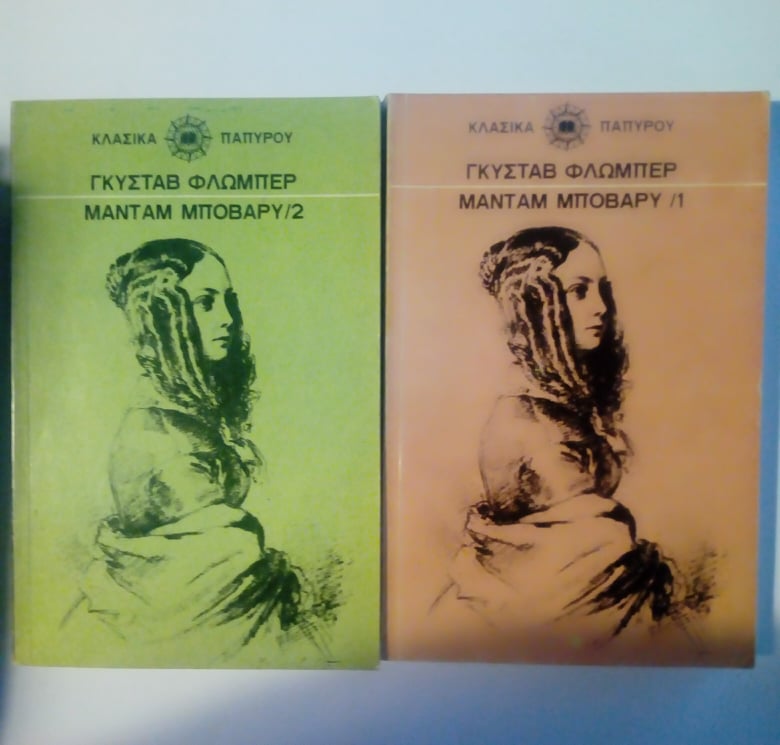 ΚΛΑΣΙΚΑ ΠΑΠΥΡΟΥ
ΓΚΥΣΤΑΒ ΦΛΩΜΠΕΡ
ΜΑΝΤΑΜ ΜΠΟΒΑΡΥ/2
ΚΛΑΣΙΚΑ ΠΑΠΥΡΟΥ
ΓΚΥΣΤΑΒ ΦΛΩΜΠΕΡ
ΜΑΝΤΑΜ ΜΠΟΒΑΡΥ /1